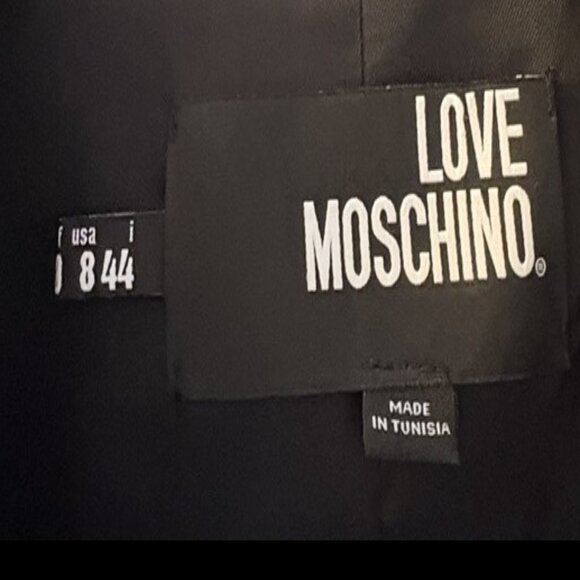 LOVE
MOSCHINO®
f usa i
8 44
MADE
IN TUNISIA